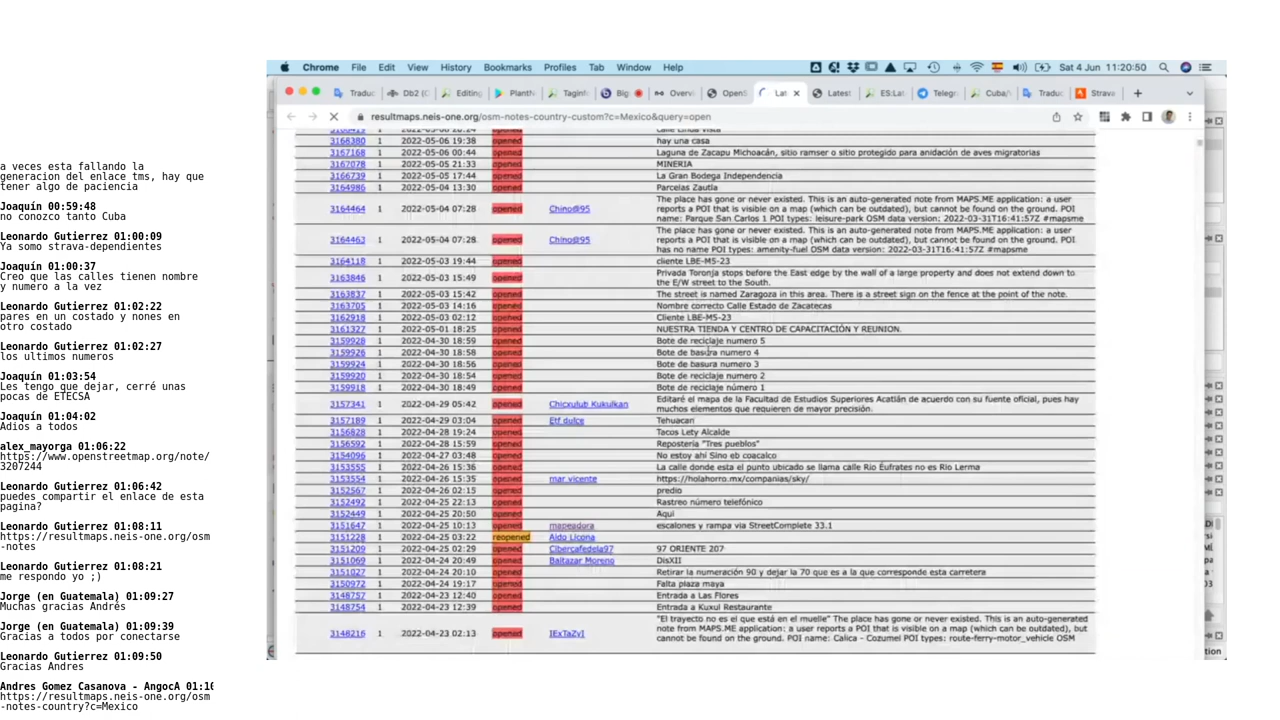 a veces esta fallando la
generacion del enlace tms, hay que
tener algo de paciencia
Joaquín 00:59:48
no conozco tanto Cuba
Leonardo Gutierrez 01:00:09
Ya somo strava-dependientes
Joaquín 01:00:37
Creo que las calles tienen nombre
y numero a la vez
Leonardo Gutierrez 01:02:22
pares en un costado y nones en
otro costado
Leonardo Gutierrez 01:02:27
los ultimos numeros
Joaquín 01:03:54
Les tengo que dejar, cerré unas
pocas de ETECSA
Joaquín 01:04:02
Adios a todos
alex_mayorga 01:06:22
https://www.openstreetmap.org/note/
3207244
Leonardo Gutierrez 01:06:42
puedes compartir el enlace de esta
pagina?
Leonardo Gutierrez 01:08:11
https://resultmaps.neis-one.org/osm
-notes
Leonardo Gutierrez 01:08:21
me respondo yo ;)
Jorge (en Guatemala) 01:09:27
Muchas gracias Andrés
Jorge (en Guatemala) 01:09:39
Gracias a todos por conectarse
Leonardo Gutierrez 01:09:50
Gracias Andres
Andres Gomez Casanova - AngocA 01:10
https://resultmaps.neis-one.org/osm
-notes-country?c=Mexico
Chrome File Edit View History Bookmarks Profiles Tab Window Help Sat 4 Jun 11:20:50
Traduc Db2 (C Editing PlantN Taginfo Big Overvi OpenS Lat Latest ES:Lat Telegr Cuba/ Traduc Strava
resultmaps.neis-one.org/osm-notes-country-custom?c=Mexico&query=open
Calle Linda Vista
3168380 1 2022-05-06 19:38 opened hay una casa
3167168 1 2022-05-06 00:44 opened Laguna de Zacapu Michoacán, sitio ramser o sitio protegido para anidación de aves migratorias
3167078 1 2022-05-05 21:33 opened MINERIA
3166739 1 2022-05-05 17:44 opened La Gran Bodega Independencia
3164986 1 2022-05-04 13:30 opened Parcelas Zautla
3164464 1 2022-05-04 07:28 opened Chino@95 The place has gone or never existed. This is an auto-generated note from MAPS.ME application: a user
reports a POI that is visible on a map (which can be outdated), but cannot be found on the ground. POI
name: Parque San Carlos 1 POI types: leisure-park OSM data version: 2022-03-31T16:41:57Z #mapsme
3164463 1 2022-05-04 07:28 opened Chino@95 The place has gone or never existed. This is an auto-generated note from MAPS.ME application: a user
reports a POI that is visible on a map (which can be outdated), but cannot be found on the ground. POI
has no name POI types: amenity-fuel OSM data version: 2022-03-31T16:41:57Z #mapsme
3164118 1 2022-05-03 19:44 opened cliente LBE-MS-23
3163846 1 2022-05-03 15:49 opened Privada Toronja stops before the East edge by the wall of a large property and does not extend down to
the E/W street to the South.
3163837 1 2022-05-03 15:42 opened The street is named Zaragoza in this area. There is a street sign on the fence at the point of the note.
3163705 1 2022-05-03 14:16 opened Nombre correcto Calle Estado de Zacatecas
3162918 1 2022-05-03 02:12 opened Cliente LBE-MS-23
3161327 1 2022-05-01 18:25 opened NUESTRA TIENDA Y CENTRO DE CAPACITACIÓN Y REUNION.
3159928 1 2022-04-30 18:59 opened Bote de reciclaje numero 5
3159926 1 2022-04-30 18:58 opened Bote de basura numero 4
3159924 1 2022-04-30 18:56 opened Bote de basura numero 3
3159920 1 2022-04-30 18:54 opened Bote de reciclaje numero 2
3159918 1 2022-04-30 18:49 opened Bote de reciclaje número 1
3157341 1 2022-04-29 05:42 opened Chicxulub Kukulkan Editaré el mapa de la Facultad de Estudios Superiores Acatlán de acuerdo con su fuente oficial, pues hay
muchos elementos que requieren de mayor precisión.
3157189 1 2022-04-29 03:04 opened Etf dulce Tehuacan
3156828 1 2022-04-28 19:24 opened Tacos Lety Alcalde
3156592 1 2022-04-28 15:59 opened Repostería "Tres pueblos"
3154096 1 2022-04-27 03:48 opened No estoy ahí Sino eb coacalco
3153555 1 2022-04-26 15:36 opened La calle donde esta el punto ubicado se llama calle Rio Éufrates no es Rio Lerma
3153554 1 2022-04-26 15:35 opened mar vicente https://holahorro.mx/companias/sky/
3152567 1 2022-04-26 02:15 opened predio
3152492 1 2022-04-25 22:13 opened Rastreo número telefónico
3152449 1 2022-04-25 20:50 opened Aqui
3151647 1 2022-04-25 10:13 opened mapeadora escalones y rampa via StreetComplete 33.1
3151228 1 2022-04-25 03:22 reopened Aldo Licona
3151209 1 2022-04-25 02:29 opened Cibercafedela97 97 ORIENTE 207
3151069 1 2022-04-24 20:49 opened Baltazar Moreno DisXII
3151027 1 2022-04-24 20:10 opened Retirar la numeración 90 y dejar la 70 que es a la que corresponde esta carretera
3150972 1 2022-04-24 19:17 opened Falta plaza maya
3148757 1 2022-04-23 12:40 opened Entrada a Las Flores
3148754 1 2022-04-23 12:39 opened Entrada a Kuxul Restaurante
3148216 1 2022-04-23 02:13 opened IExTaZyI "El trayecto no es el que está en el muelle" The place has gone or never existed. This is an auto-generated
note from MAPS.ME application: a user reports a POI that is visible on a map (which can be outdated), but
cannot be found on the ground. POI name: Calica - Cozumel POI types: route-ferry-motor_vehicle OSM